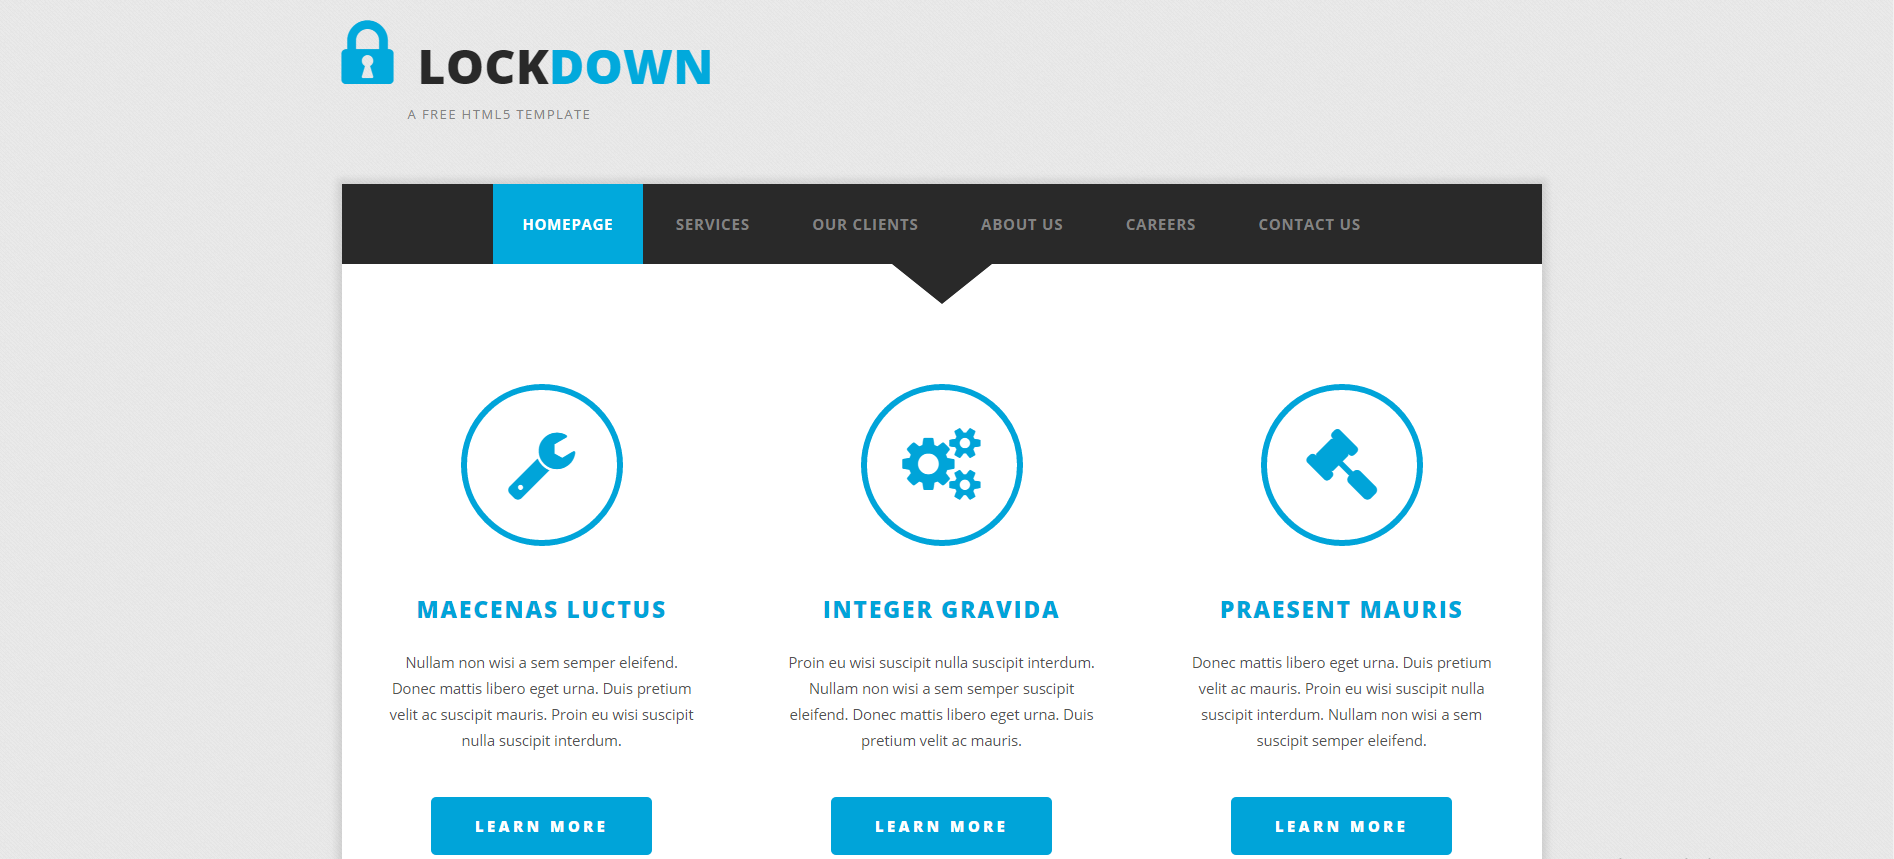 LOCKDOWN
A FREE HTML5 TEMPLATE
HOMEPAGE SERVICES OUR CLIENTS ABOUT US CAREERS CONTACT US
MAECENAS LUCTUS
Nullam non wisi a sem semper eleifend.
Donec mattis libero eget urna. Duis pretium
velit ac suscipit mauris. Proin eu wisi suscipit
nulla suscipit interdum.
LEARN MORE
INTEGER GRAVIDA
Proin eu wisi suscipit nulla suscipit interdum.
Nullam non wisi a sem semper suscipit
eleifend. Donec mattis libero eget urna. Duis
pretium velit ac mauris.
LEARN MORE
PRAESENT MAURIS
Donec mattis libero eget urna. Duis pretium
velit ac mauris. Proin eu wisi suscipit nulla
suscipit interdum. Nullam non wisi a sem
suscipit semper eleifend.
LEARN MORE